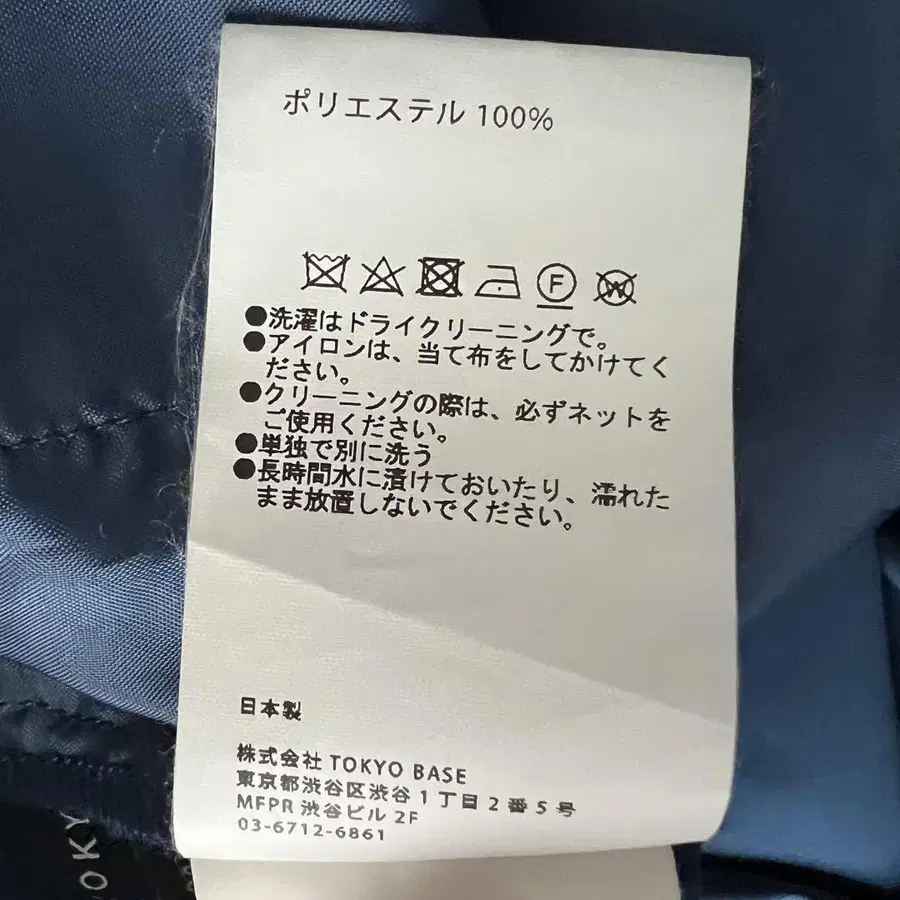 ポリエステル 100%
F
W
●洗濯はドライクリーニングで。
●アイロンは、当て布をしてかけてく
ださい。
●クリーニングの際は、必ずネットを
ご使用ください。
●単独で別に洗う
●長時間水に漬けておいたり、濡れた
まま放置しないでください。
日本製
株式会社 TOKYO BASE
東京都渋谷区渋谷1丁目2番5号
MFPR 渋谷ビル 2F
03-6712-6861
OKY